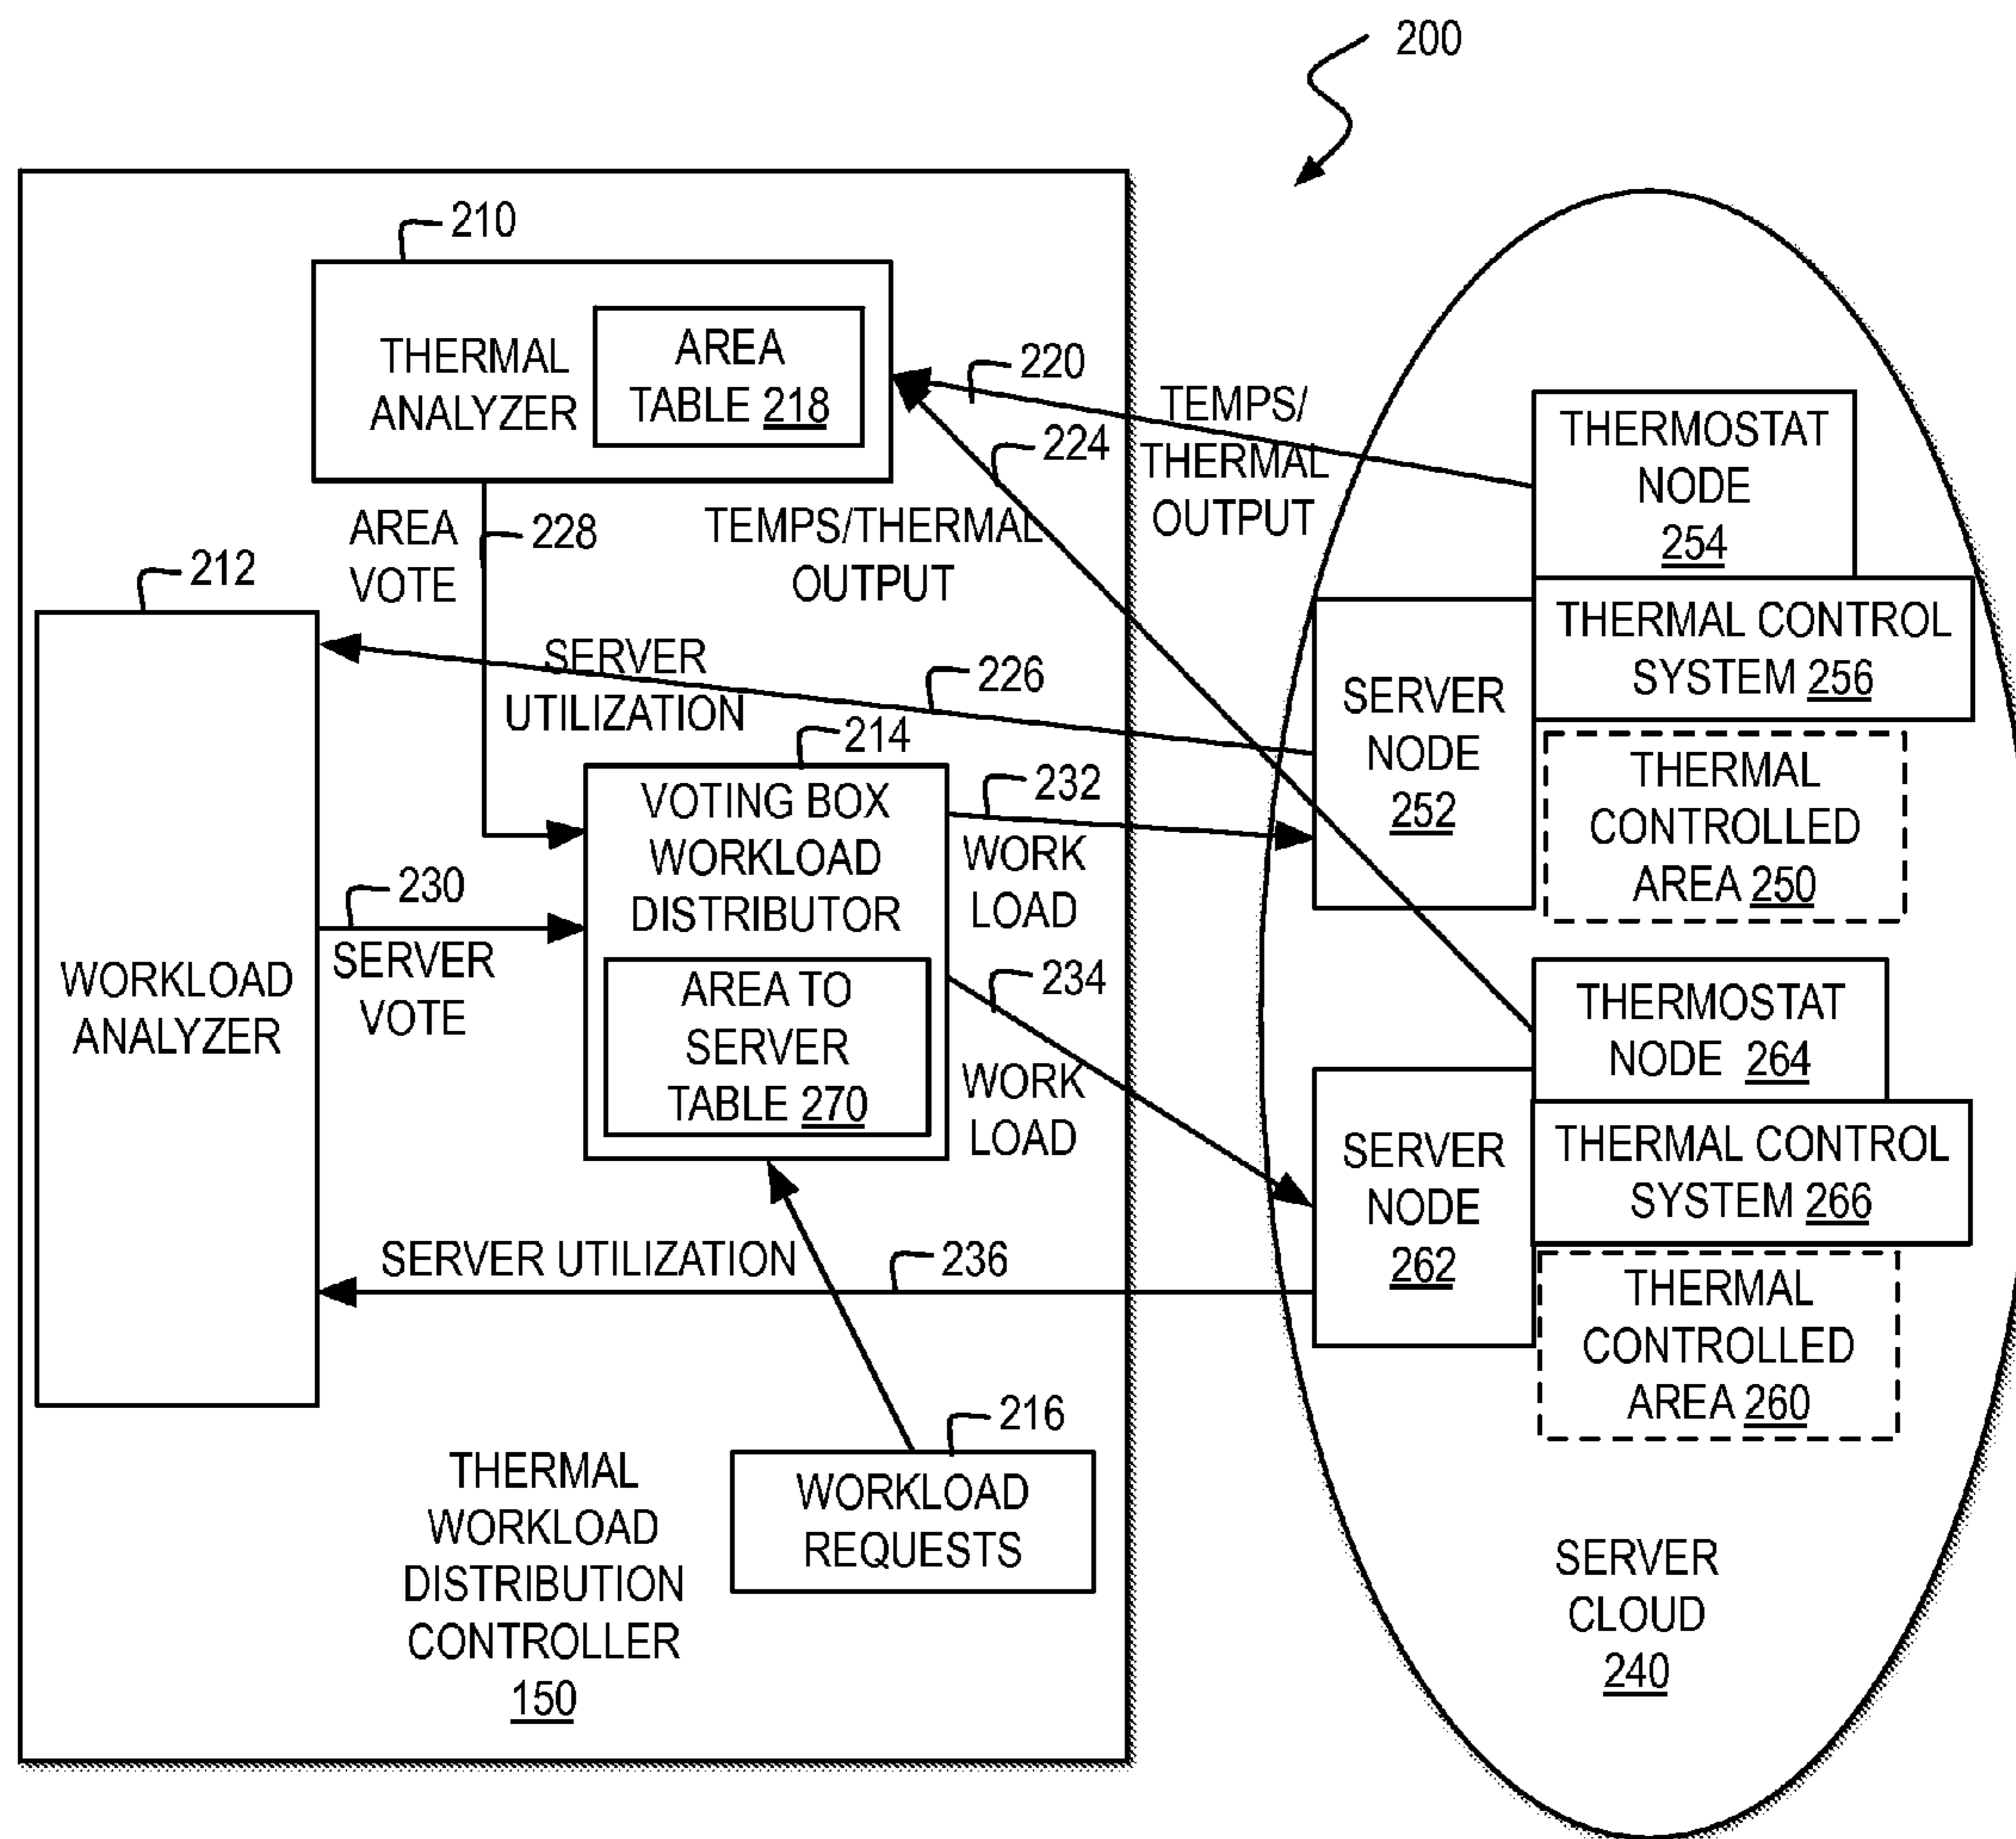 200
210
THERMAL
ANALYZER
AREA
TABLE 218
220
TEMPS/
THERMAL
OUTPUT
224
TEMPS/THERMAL
OUTPUT
AREA
VOTE
228
212
WORKLOAD
ANALYZER
SERVER
UTILIZATION
226
214
VOTING BOX
WORKLOAD
DISTRIBUTOR
AREA TO
SERVER
TABLE 270
230
SERVER
VOTE
232
WORK
LOAD
234
WORK
LOAD
SERVER UTILIZATION
236
216
WORKLOAD
REQUESTS
THERMAL
WORKLOAD
DISTRIBUTION
CONTROLLER
150
THERMOSTAT
NODE
254
THERMAL CONTROL
SYSTEM 256
SERVER
NODE
252
THERMAL
CONTROLLED
AREA 250
THERMOSTAT
NODE 264
THERMAL CONTROL
SYSTEM 266
SERVER
NODE
262
THERMAL
CONTROLLED
AREA 260
SERVER
CLOUD
240